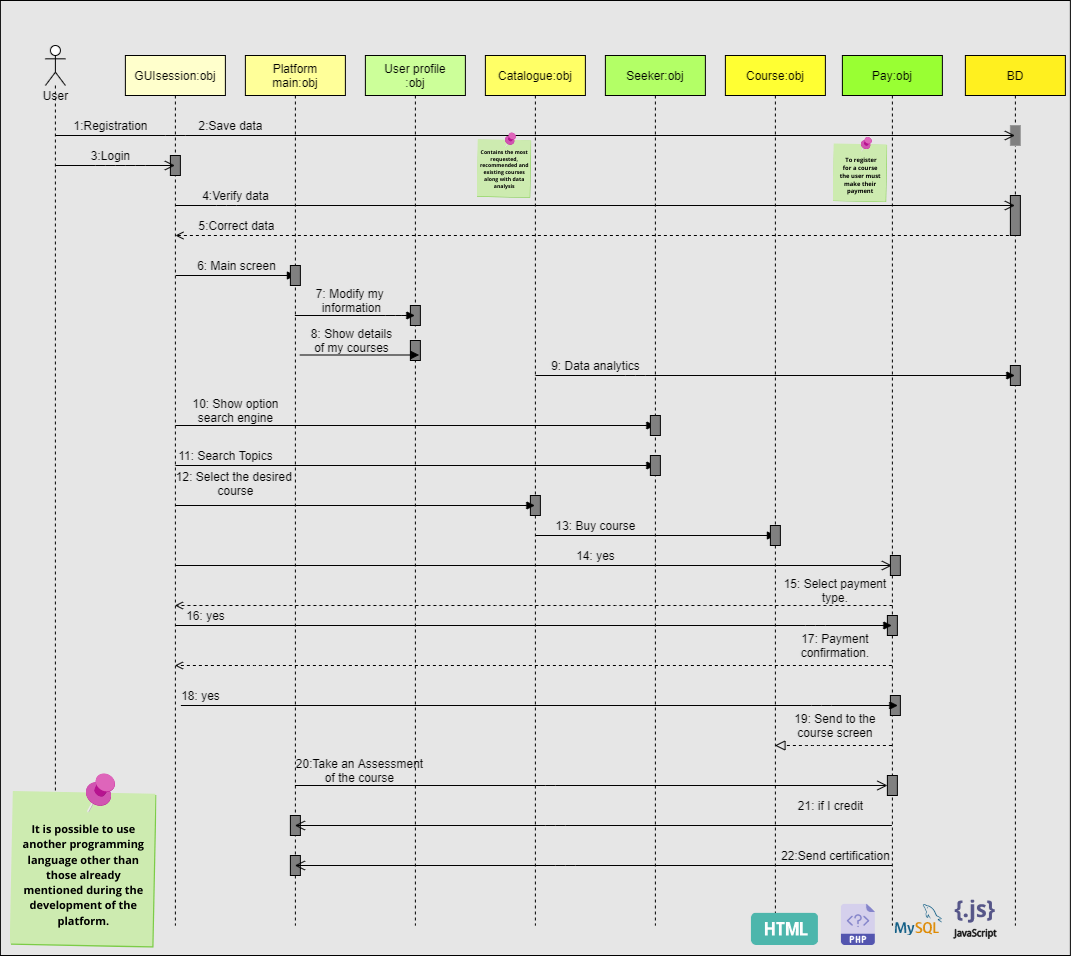 User
GUIsession:obj
Platform
main:obj
User profile
:obj
Catalogue:obj
Seeker:obj
Course:obj
Pay:obj
BD
1:Registration
2:Save data
3:Login
Contains the most
requested,
recommended and
existing courses
along with data
analysis
To register
for a course
the user must
make their
payment
4:Verify data
5:Correct data
6: Main screen
7: Modify my
information
8: Show details
of my courses
9: Data analytics
10: Show option
search engine
11: Search Topics
12: Select the desired
course
13: Buy course
14: yes
15: Select payment
type.
16: yes
17: Payment
confirmation.
18: yes
19: Send to the
course screen
20:Take an Assessment
of the course
21: if I credit
22:Send certification
It is possible to use
another programming
language other than
those already
mentioned during the
development of the
platform.
HTML
<?>
PHP
MySQL
{.js}
JavaScript